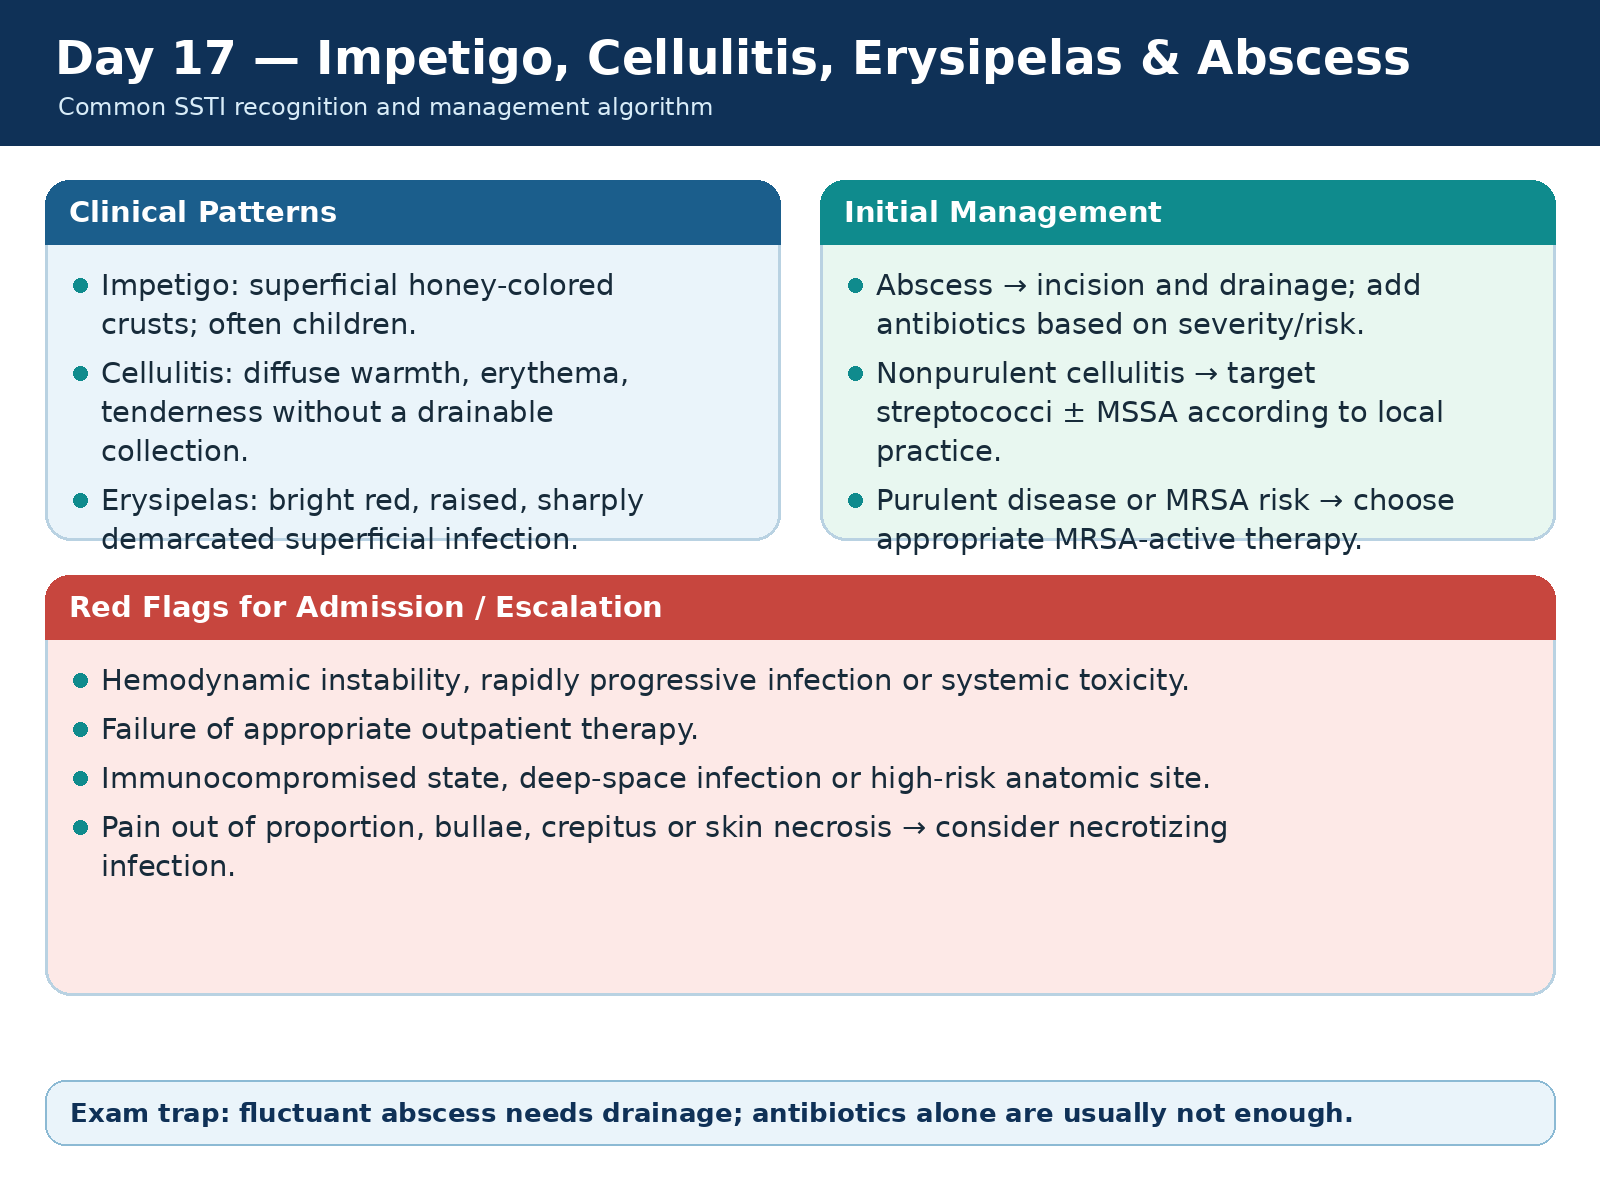 Day 17 — Impetigo, Cellulitis, Erysipelas & Abscess
Common SSTI recognition and management algorithm
Clinical Patterns
Impetigo: superficial honey-colored
crusts; often children.
Cellulitis: diffuse warmth, erythema,
tenderness without a drainable
collection.
Erysipelas: bright red, raised, sharply
demarcated superficial infection.
Initial Management
Abscess → incision and drainage; add
antibiotics based on severity/risk.
Nonpurulent cellulitis → target
streptococci ± MSSA according to local
practice.
Purulent disease or MRSA risk → choose
appropriate MRSA-active therapy.
Red Flags for Admission / Escalation
Hemodynamic instability, rapidly progressive infection or systemic toxicity.
Failure of appropriate outpatient therapy.
Immunocompromised state, deep-space infection or high-risk anatomic site.
Pain out of proportion, bullae, crepitus or skin necrosis → consider necrotizing
infection.
Exam trap: fluctuant abscess needs drainage; antibiotics alone are usually not enough.